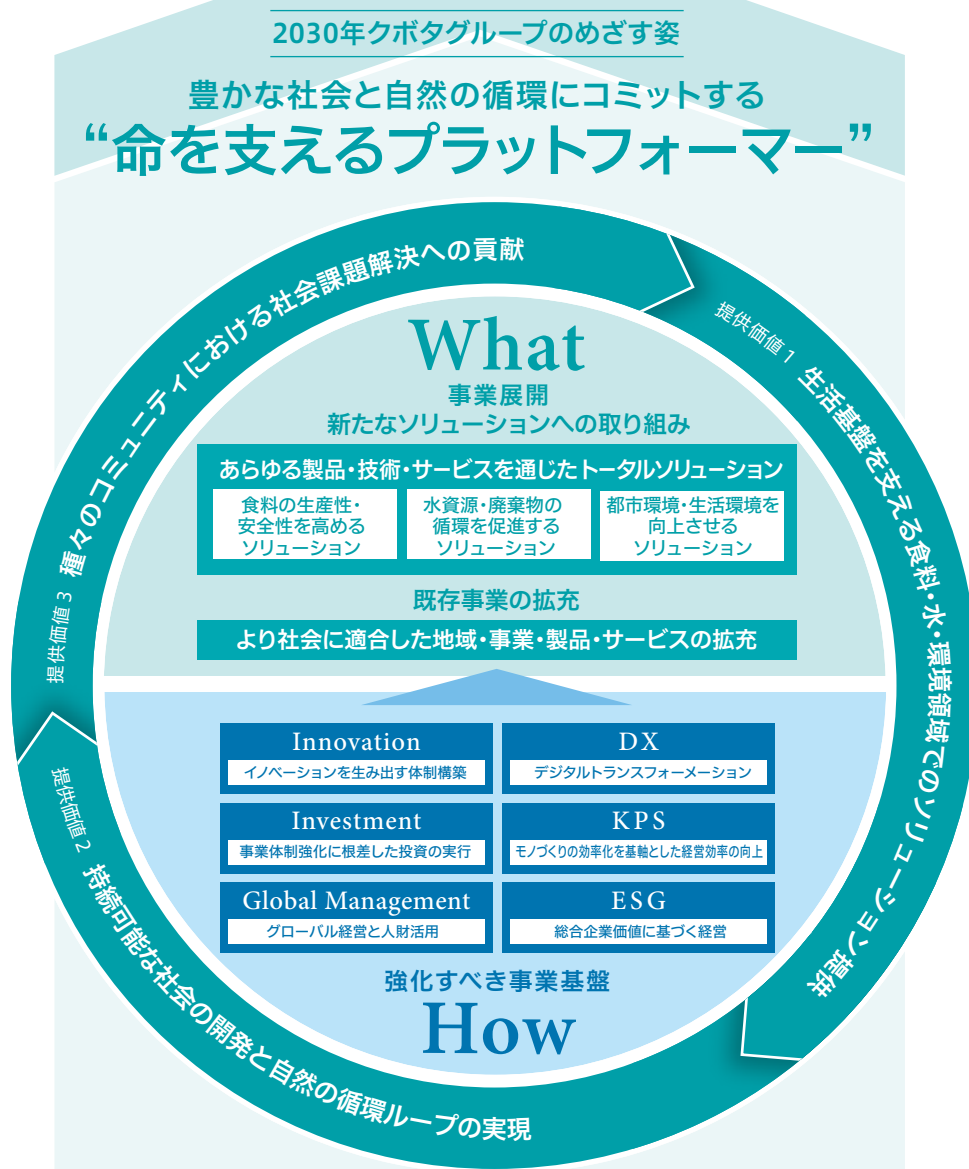 2030年クボタグループのめざす姿
豊かな社会と自然の循環にコミットする
“命を支えるプラットフォーマー”
提供価値 1 生活基盤を支える食料・水・環境領域でのソリューション提供
提供価値 2 持続可能な社会の開発と自然の循環ループの実現
提供価値 3 種々のコミュニティにおける社会課題解決への貢献
What
事業展開
新たなソリューションへの取り組み
あらゆる製品・技術・サービスを通じたトータルソリューション
食料の生産性・
安全性を高める
ソリューション
水資源・廃棄物の
循環を促進する
ソリューション
都市環境・生活環境を
向上させる
ソリューション
既存事業の拡充
より社会に適合した地域・事業・製品・サービスの拡充
Innovation
イノベーションを生み出す体制構築
DX
デジタルトランスフォーメーション
Investment
事業体制強化に根差した投資の実行
KPS
モノづくりの効率化を基軸とした経営効率の向上
Global Management
グローバル経営と人財活用
ESG
総合企業価値に基づく経営
強化すべき事業基盤
How